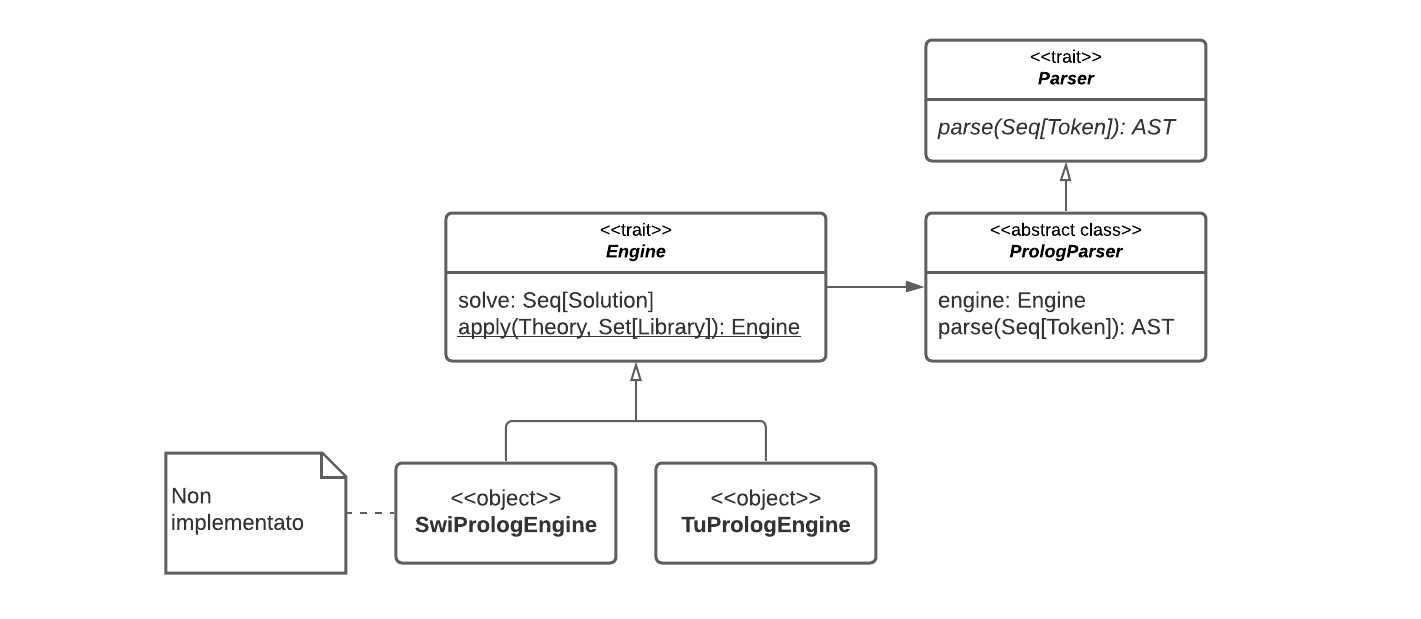 <<trait>>
Parser
parse(Seq[Token]): AST
<<trait>>
Engine
solve: Seq[Solution]
apply(Theory, Set[Library]): Engine
<<abstract class>>
PrologParser
engine: Engine
parse(Seq[Token]): AST
Non
implementato
<<object>>
SwiPrologEngine
<<object>>
TuPrologEngine